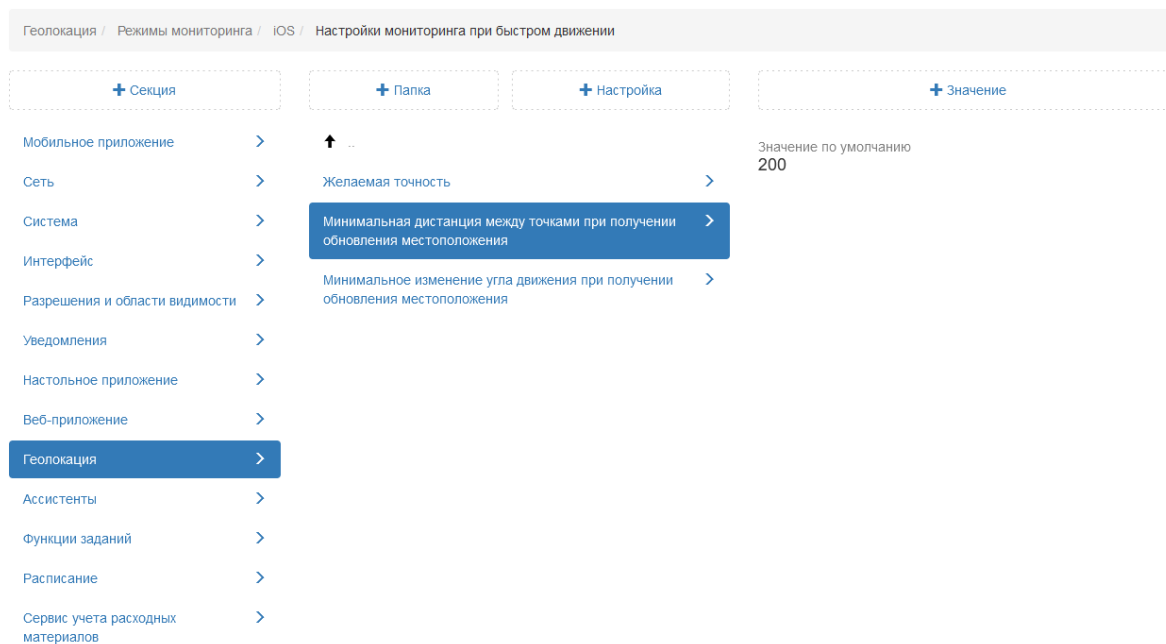 Геолокация / Режимы мониторинга / iOS / Настройки мониторинга при быстром движении
+ Секция
+ Папка
+ Настройка
+ Значение
Мобильное приложение
Сеть
Система
Интерфейс
Разрешения и области видимости
Уведомления
Настольное приложение
Веб-приложение
Геолокация
Ассистенты
Функции заданий
Расписание
Сервис учета расходных
материалов
..
Желаемая точность
Минимальная дистанция между точками при получении
обновления местоположения
Минимальное изменение угла движения при получении
обновления местоположения
Значение по умолчанию
200